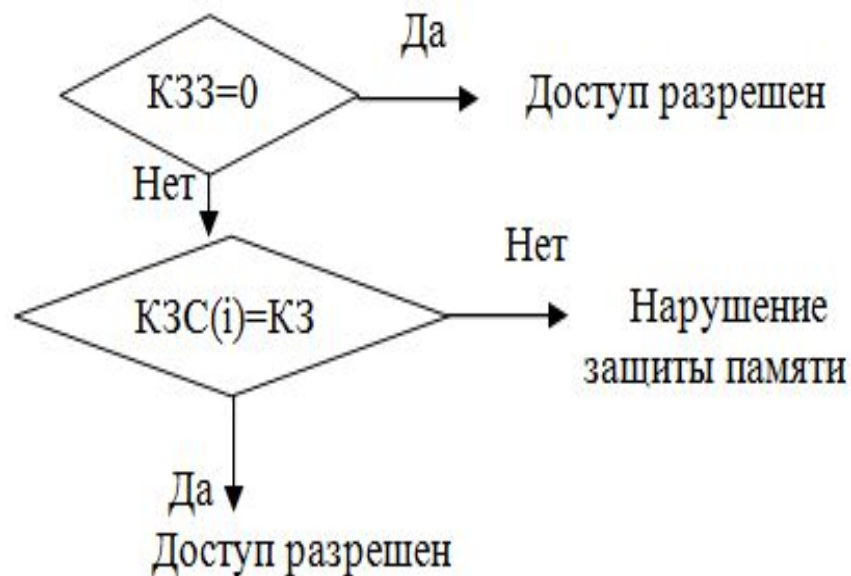 Да
КЗЗ=0
Доступ разрешен
Нет
Нет
КЗС(i)=КЗ
Нарушение
защиты памяти
Да
Доступ разрешен